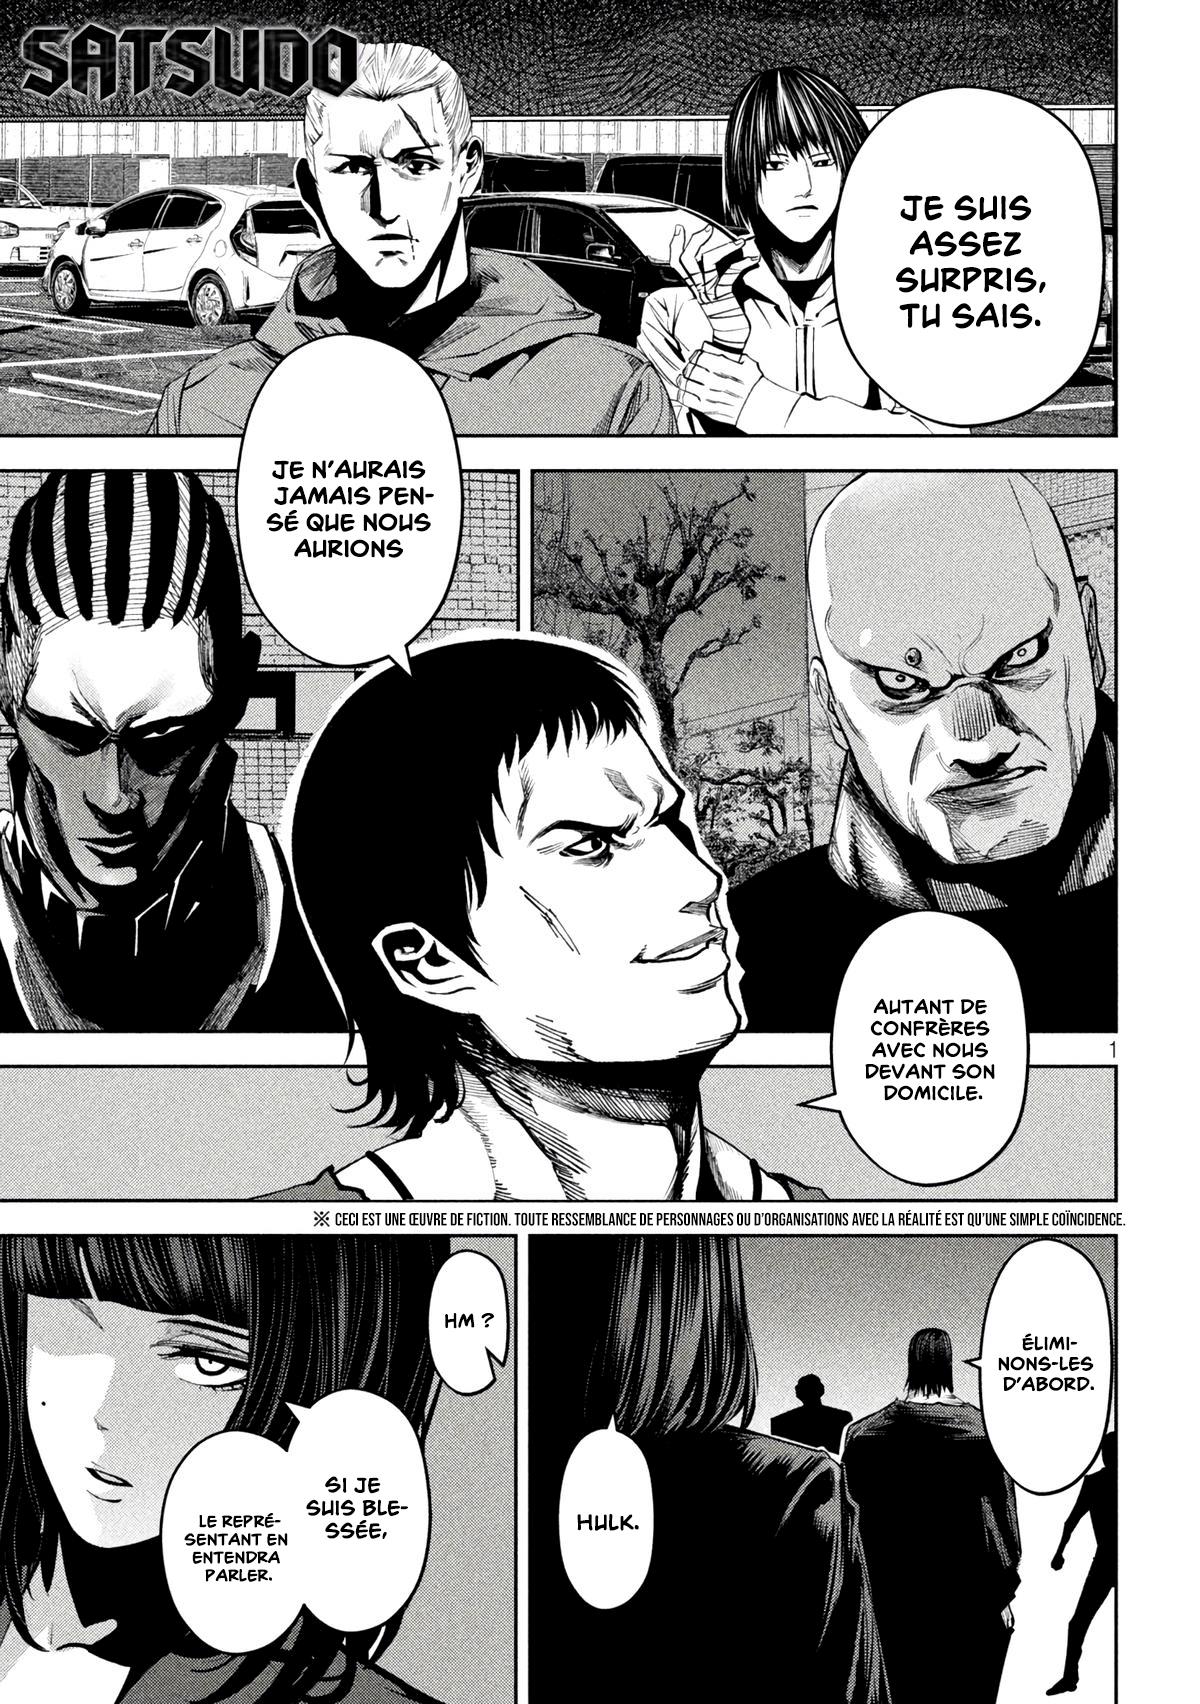 SATSUDO
JE SUIS
ASSEZ
SURPRIS,
TU SAIS.
JE N'AURAIS
JAMAIS PEN-
SÉ QUE NOUS
AURIONS
AUTANT DE
CONFRÈRES
AVEC NOUS
DEVANT SON
DOMICILE.
1
※ CECI EST UNE ŒUVRE DE FICTION. TOUTE RESSEMBLANCE DE PERSONNAGES OU D'ORGANISATIONS AVEC LA RÉALITÉ EST QU'UNE SIMPLE COÏNCIDENCE.
ÉLIMI-
NONS-LES
D'ABORD.
HULK.
HM ?
SI JE
SUIS BLE-
SSÉE,
LE REPRÉ-
SENTANT EN
ENTENDRA
PARLER.